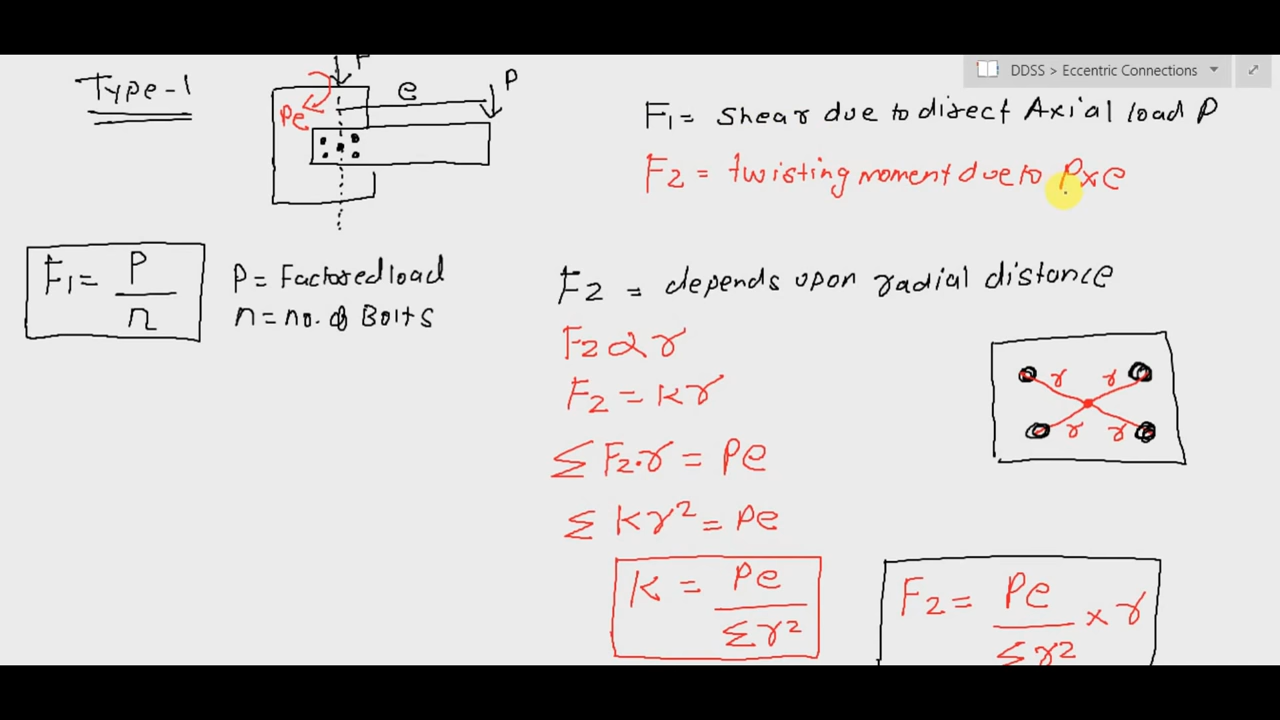 DDSS > Eccentric Connections
Type-1
F
e
P
Pe
F1 = shear due to direct Axial load P
F2 = twisting moment due to P×e
F1 = P/n
P = Factored load
n = no. of Bolts
F2 = depends upon radial distance
F2 ∝ r
F2 = Kr
Σ F2.r = Pe
Σ Kr² = Pe
r r
r r
K = Pe/Σr²
F2 = Pe/Σr² × r